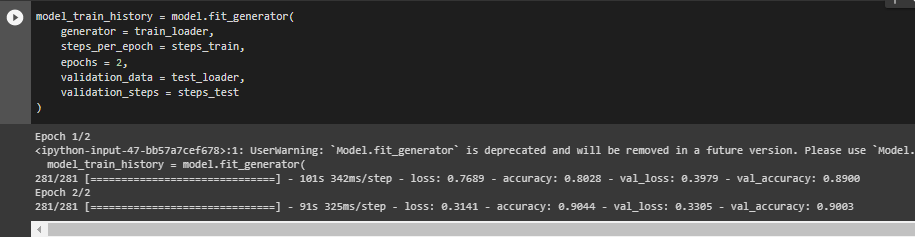 model_train_history = model.fit_generator(
    generator = train_loader,
    steps_per_epoch = steps_train,
    epochs = 2,
    validation_data = test_loader,
    validation_steps = steps_test
)
Epoch 1/2
<ipython-input-47-bb57a7cef678>:1: UserWarning: `Model.fit_generator` is deprecated and will be removed in a future version. Please use `Model.
  model_train_history = model.fit_generator(
281/281 [==============================] - 101s 342ms/step - loss: 0.7689 - accuracy: 0.8028 - val_loss: 0.3979 - val_accuracy: 0.8900
Epoch 2/2
281/281 [==============================] - 91s 325ms/step - loss: 0.3141 - accuracy: 0.9044 - val_loss: 0.3305 - val_accuracy: 0.9003